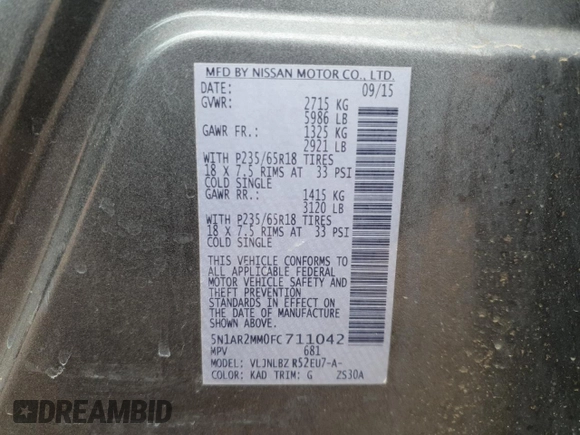 MFD BY NISSAN MOTOR CO., LTD.
DATE: 09/15
GVWR: 2715 KG
5986 LB
GAWR FR.: 1325 KG
2921 LB
WITH P235/65R18 TIRES
18 X 7.5 RIMS AT 33 PSI
COLD SINGLE
GAWR RR.: 1415 KG
3120 LB
WITH P235/65R18 TIRES
18 X 7.5 RIMS AT 33 PSI
COLD SINGLE
THIS VEHICLE CONFORMS TO
ALL APPLICABLE FEDERAL
MOTOR VEHICLE SAFETY AND
THEFT PREVENTION
STANDARDS IN EFFECT ON
THE DATE OF MANUFACTURE
SHOWN ABOVE.
5N1AR2MM0FC711042
MPV 681
MODEL: VLJNLBZ R52EU7-A-
COLOR: KAD TRIM: G 2S30A
DREAMBID